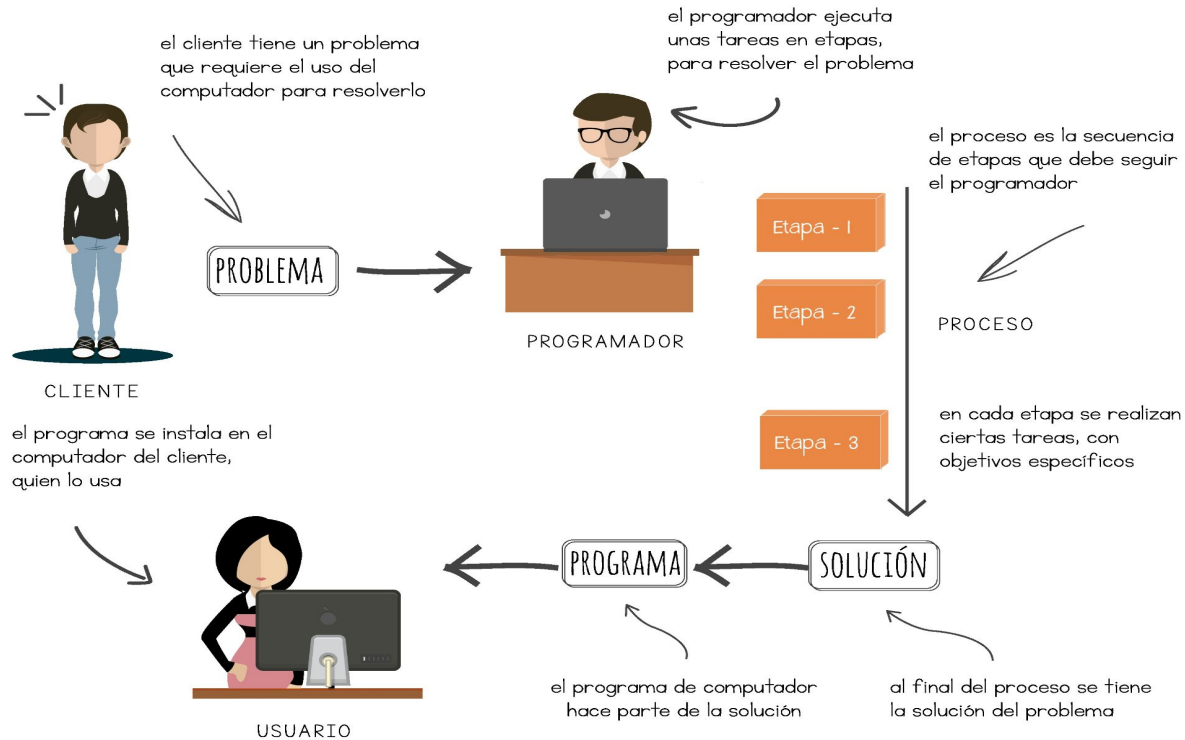 el cliente tiene un problema
que requiere el uso del
computador para resolverlo
el programador ejecuta
unas tareas en etapas,
para resolver el problema
el proceso es la secuencia
de etapas que debe seguir
el programador
PROBLEMA
Etapa - 1
Etapa - 2
PROCESO
PROGRAMADOR
CLIENTE
Etapa - 3
en cada etapa se realizan
ciertas tareas, con
objetivos específicos
el programa se instala en el
computador del cliente,
quien lo usa
PROGRAMA
SOLUCIÓN
el programa de computador
hace parte de la solución
al final del proceso se tiene
la solución del problema
USUARIO